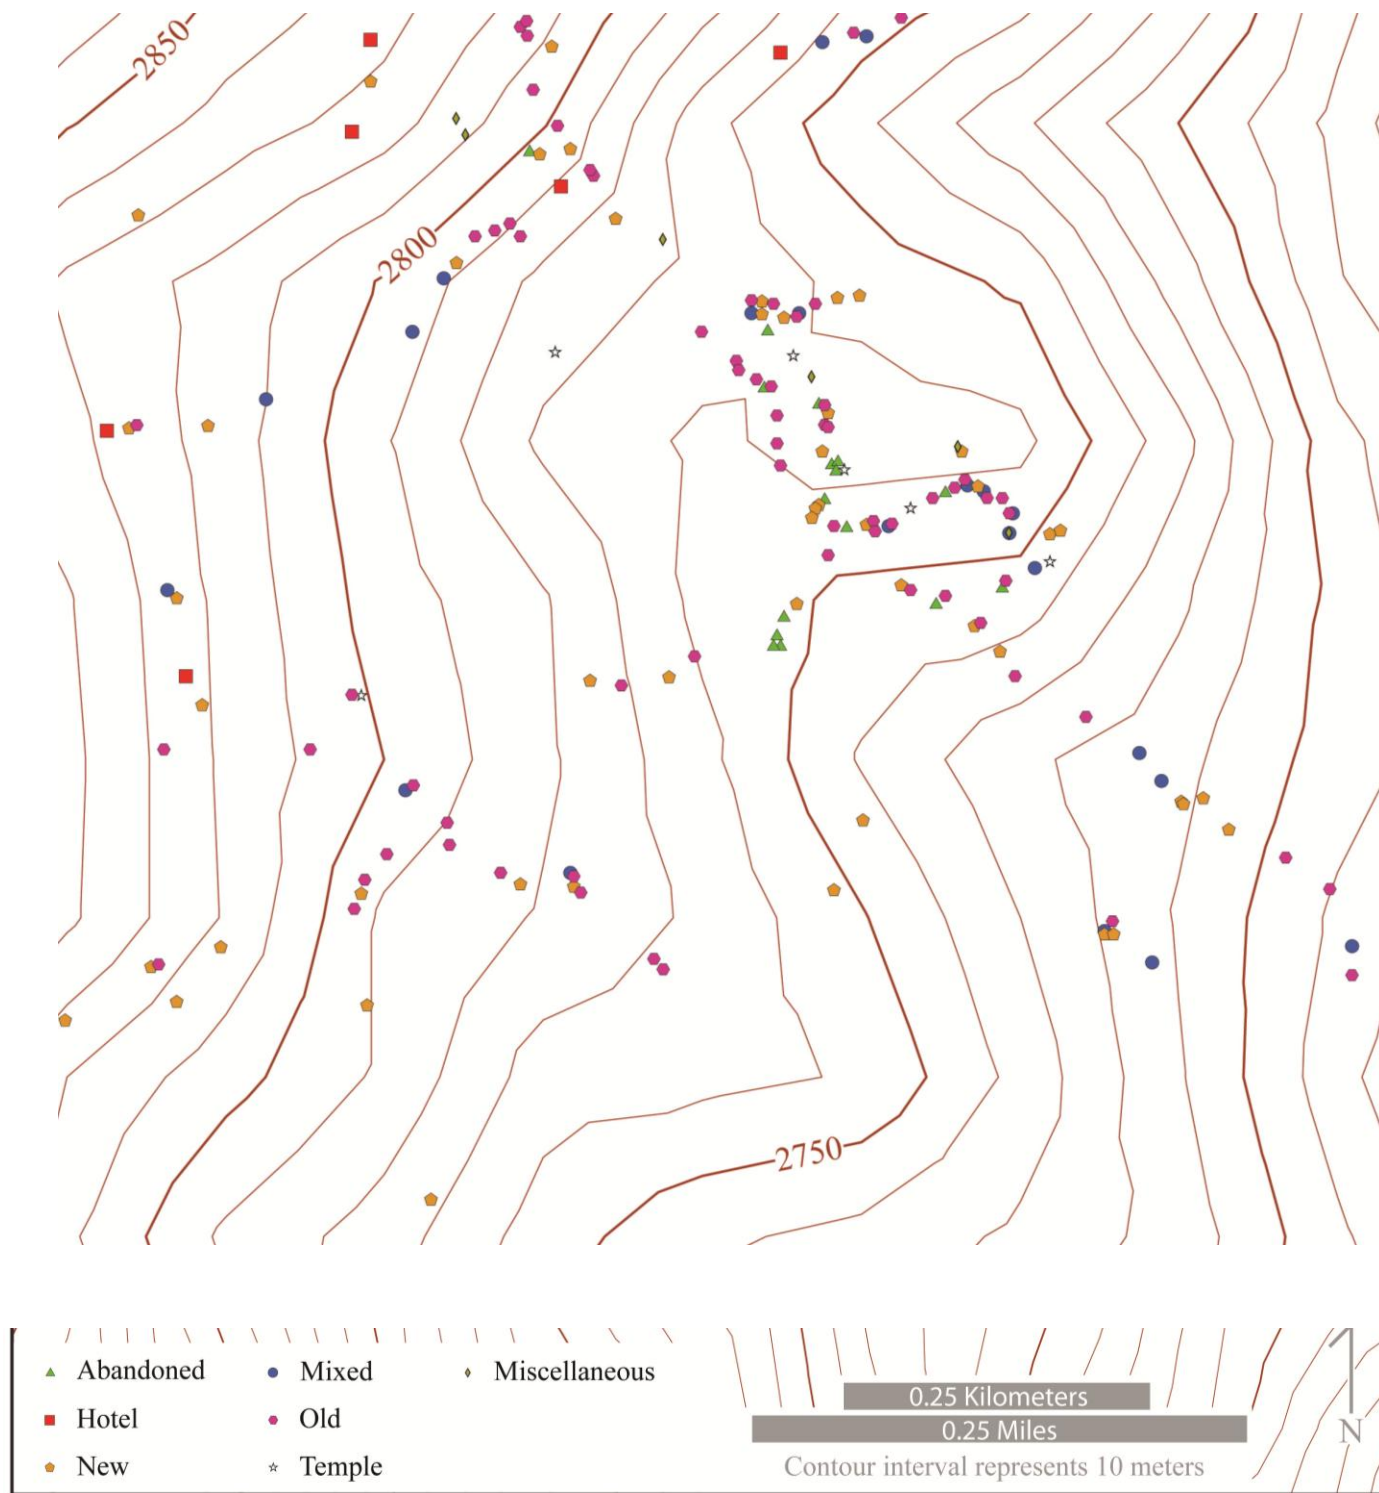 2850
2800
2750
Abandoned
Mixed
Miscellaneous
Hotel
Old
New
Temple
0.25 Kilometers
0.25 Miles
Contour interval represents 10 meters
N